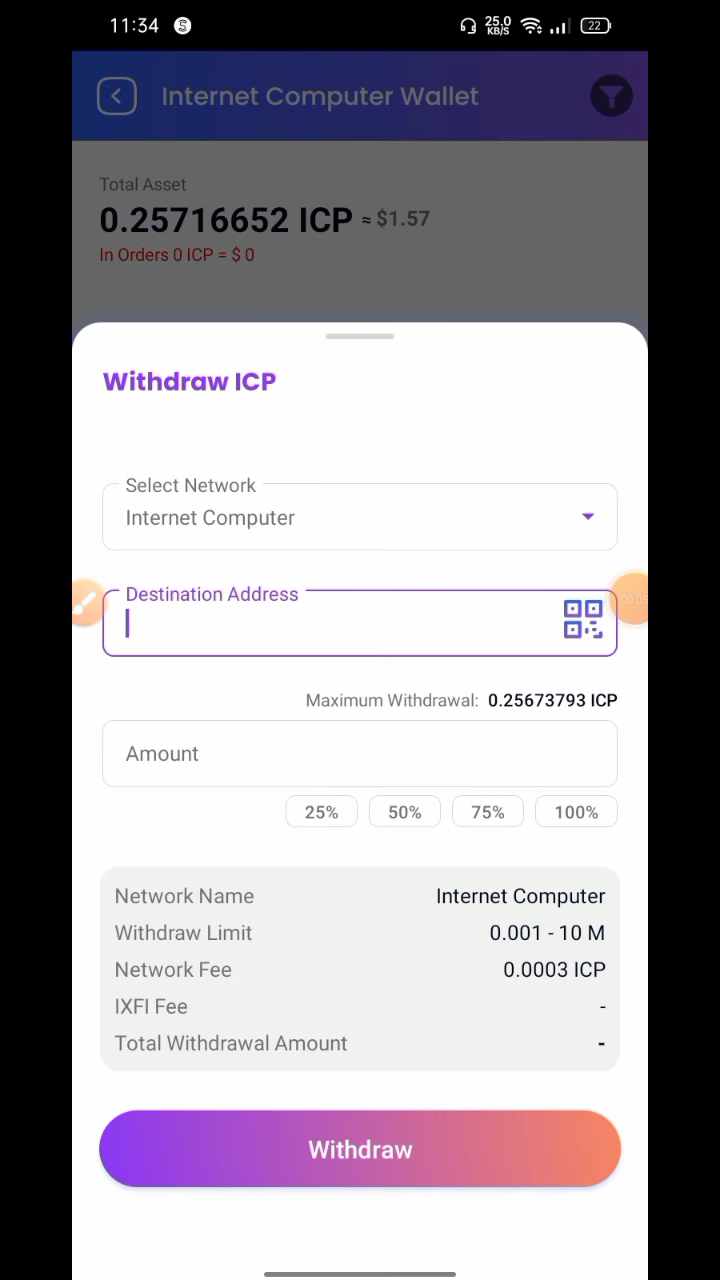 11:34 S 25.0 KB/S 22
Internet Computer Wallet
Total Asset
0.25716652 ICP ≈ $1.57
In Orders 0 ICP = $ 0
Withdraw ICP
Select Network
Internet Computer
Destination Address
Maximum Withdrawal: 0.25673793 ICP
Amount
25% 50% 75% 100%
Network Name Internet Computer
Withdraw Limit 0.001 - 10 M
Network Fee 0.0003 ICP
IXFI Fee -
Total Withdrawal Amount -
Withdraw